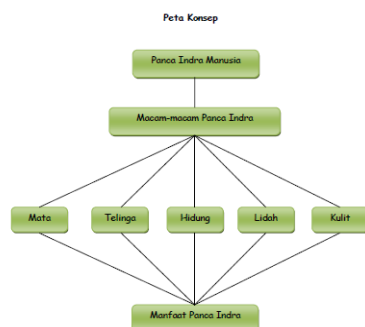 Peta Konsep
Panca Indra Manusia
Macam-macam Panca Indra
Mata
Telinga
Hidung
Lidah
Kulit
Manfaat Panca Indra